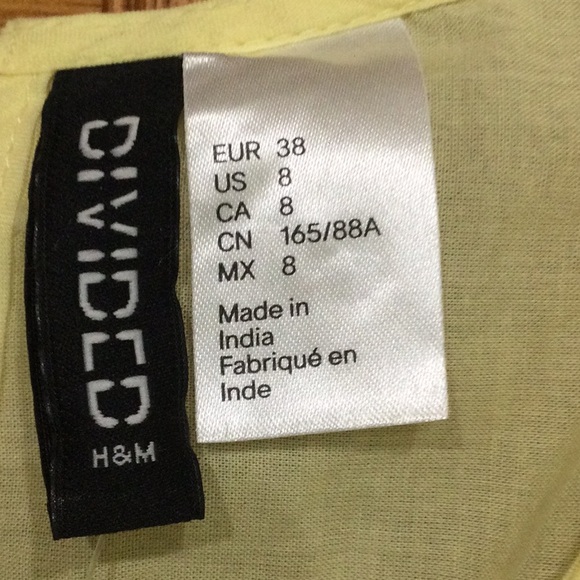 DIVIDED
H&M
EUR 38
US 8
CA 8
CN 165/88A
MX 8
Made in
India
Fabriqué en
Inde